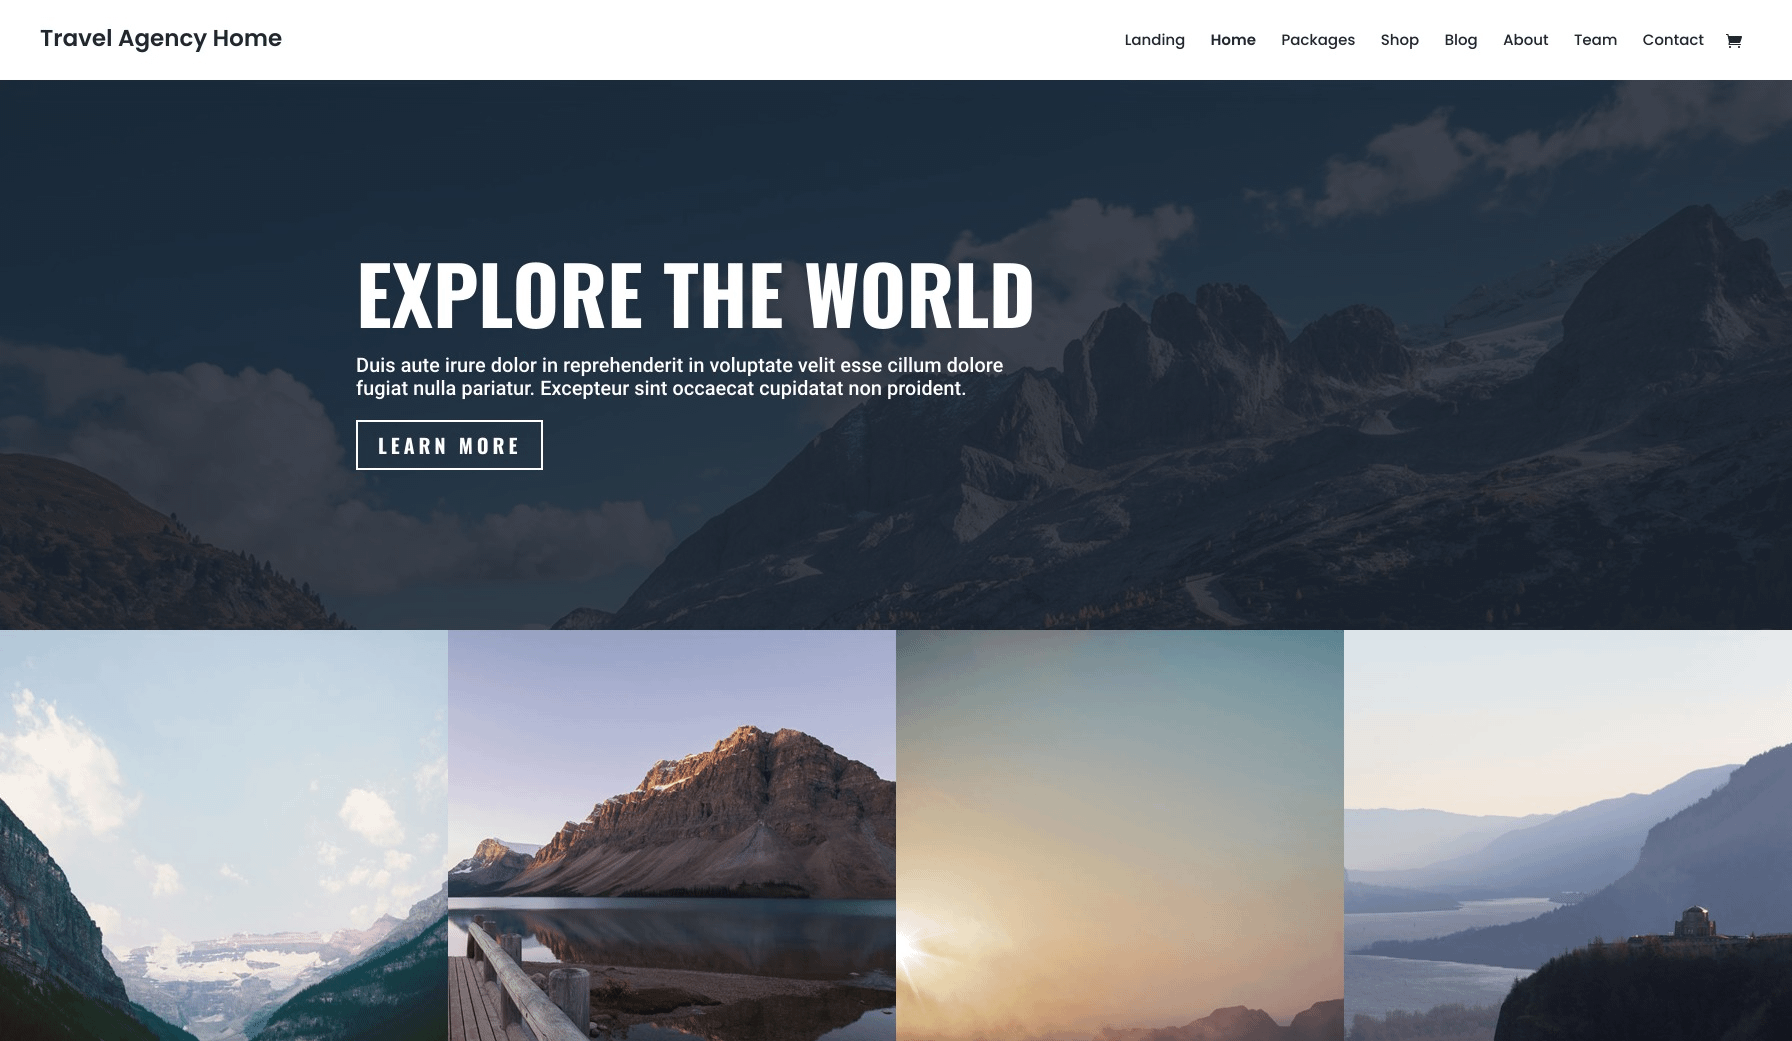 Travel Agency Home
Landing Home Packages Shop Blog About Team Contact
EXPLORE THE WORLD
Duis aute irure dolor in reprehenderit in voluptate velit esse cillum dolore
fugiat nulla pariatur. Excepteur sint occaecat cupidatat non proident.
LEARN MORE